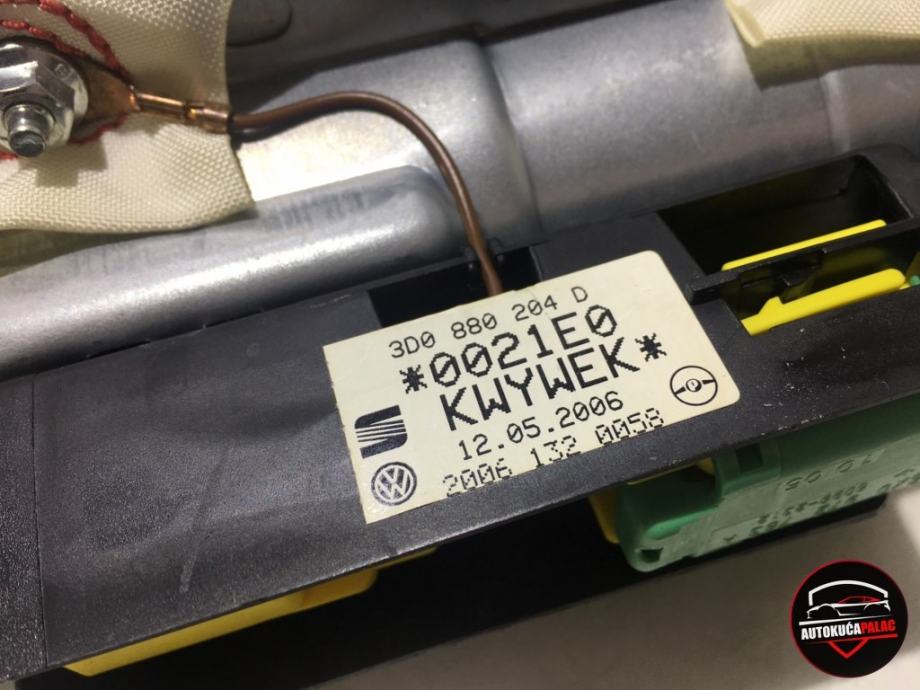 3D0 880 204 D
*0021E0
KWYWEK*
12.05.2006
2006 132 0058
AUTOKUĆAPALAC